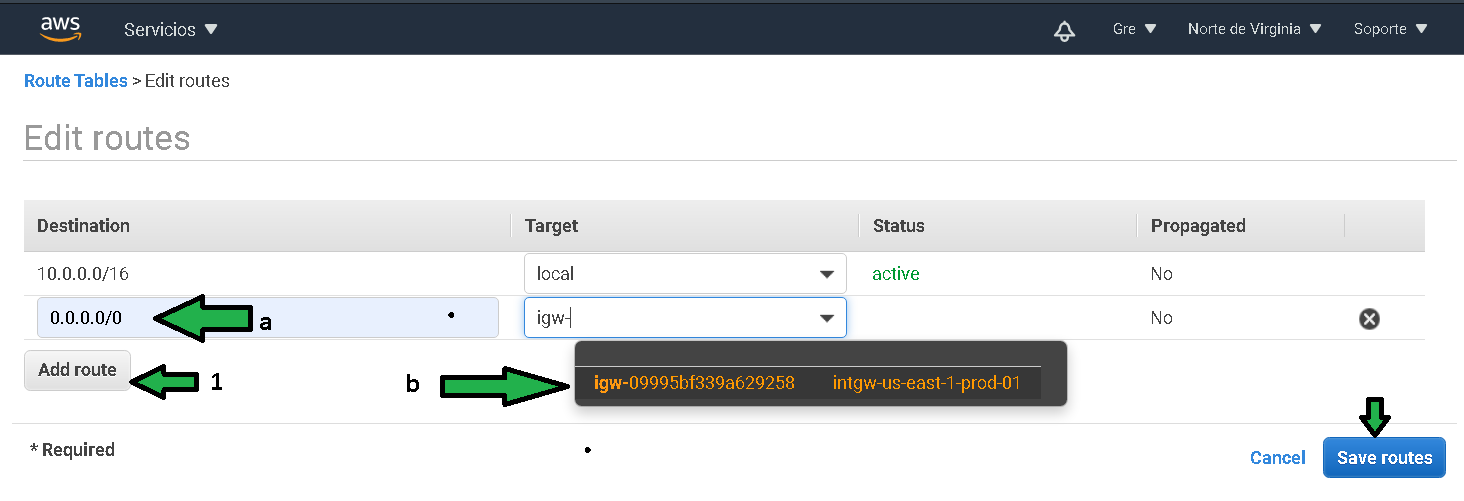 aws Servicios Gre Norte de Virginia Soporte
Route Tables > Edit routes
Edit routes
Destination Target Status Propagated
10.0.0.0/16 local active No
0.0.0.0/0 a igw- No
Add route 1
b igw-09995bf339a629258 intgw-us-east-1-prod-01
* Required Cancel Save routes